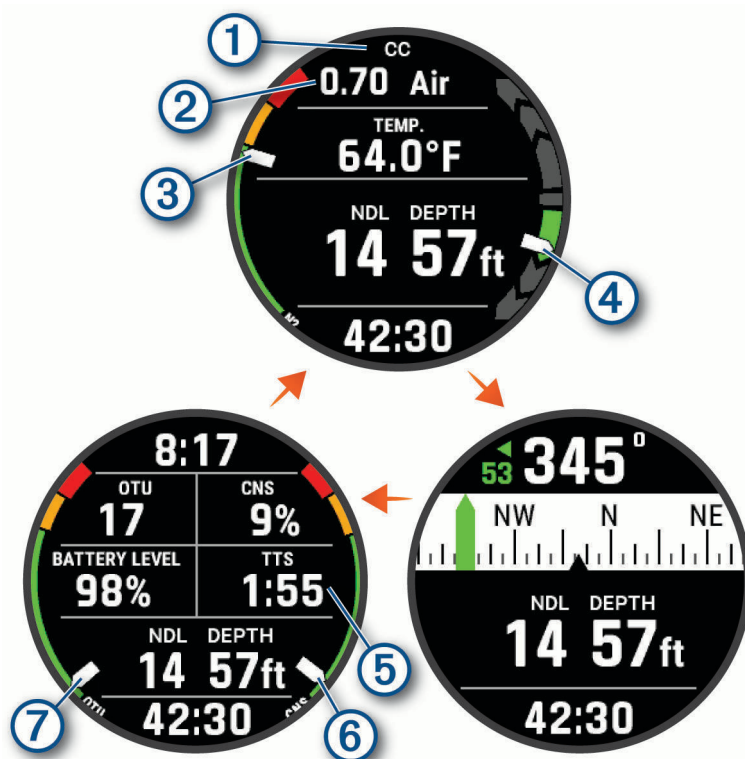 1
CC
2
0.70 Air
TEMP.
64.0°F
3
NDL DEPTH
14 57ft
4
N2
42:30
8:17
OTU CNS
17 9%
BATTERY LEVEL TTS
98% 1:55
5
NDL DEPTH
14 57ft
7
OTU
42:30
CNS
6
53 345°
NW N NE
NDL DEPTH
14 57ft
42:30